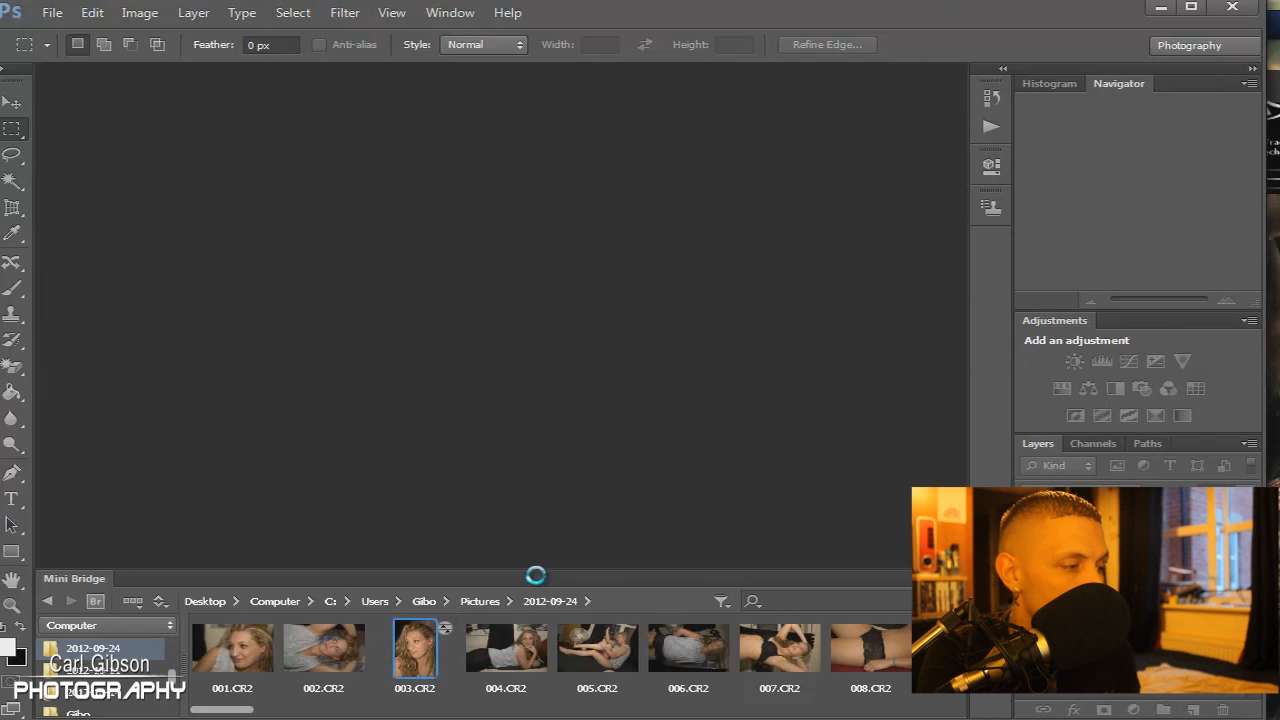 Ps File Edit Image Layer Type Select Filter View Window Help
Feather: 0 px Anti-alias Style: Normal Width: Height: Refine Edge... Photography
Histogram Navigator
Adjustments
Add an adjustment
Layers Channels Paths
Kind
Mini Bridge
Br Desktop Computer C: Users Gibo Pictures 2012-09-24
Computer
2012-09-24
Carl Gibson
PHOTOGRAPHY
Gibo
001.CR2 002.CR2 003.CR2 004.CR2 005.CR2 006.CR2 007.CR2 008.CR2